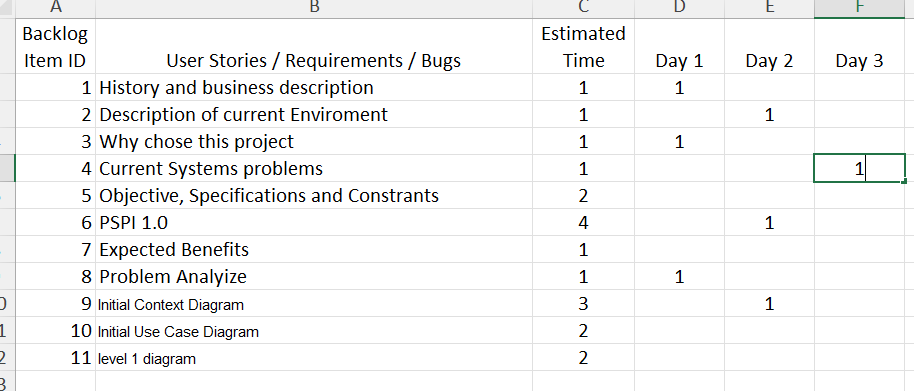 A B C D E F
Backlog Estimated
Item ID User Stories / Requirements / Bugs Time Day 1 Day 2 Day 3
1 History and business description 1 1
2 Description of current Enviroment 1 1
3 Why chose this project 1 1
4 Current Systems problems 1 1
5 Objective, Specifications and Constrants 2
6 PSPI 1.0 4 1
7 Expected Benefits 1
8 Problem Analyize 1 1
9 Initial Context Diagram 3 1
10 Initial Use Case Diagram 2
11 level 1 diagram 2